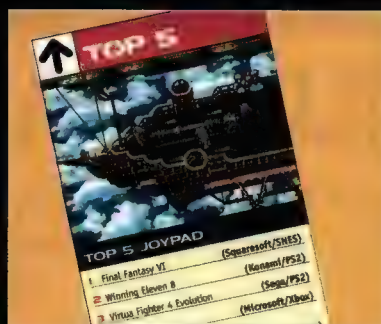 TOP 5
TOP 5 JOYPAD
1 Final Fantasy VI (Squaresoft/SNES)
2 Winning Eleven 8 (Konami/PS2)
3 Virtua Fighter 4 Evolution (Sega/PS2)
(Microsoft/Xbox)